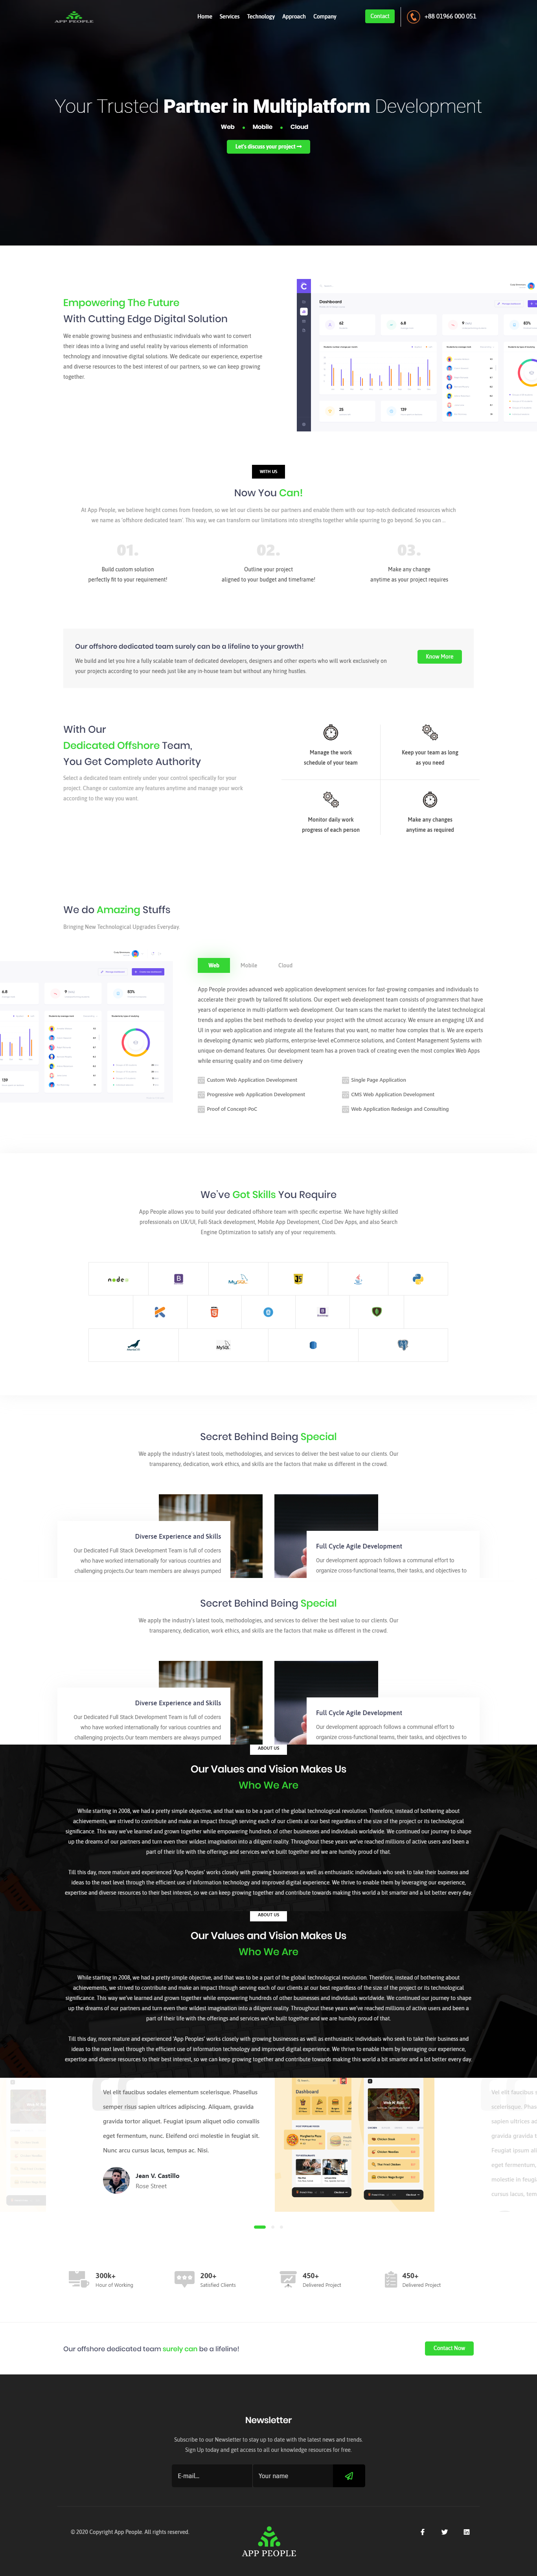 APP PEOPLE
Home Services Technology Approach Company
Contact
+88 01966 000 051
Your Trusted Partner in Multiplatform Development
Web Mobile Cloud
Let's discuss your project
Empowering The Future
With Cutting Edge Digital Solution
We enable growing business and enthusiastic individuals who want to convert
their ideas into a living and useful reality by various elements of information
technology and innovative digital solutions. We dedicate our experience, expertise
and diverse resources to the best interest of our partners, so we can keep growing
together.
Dashboard
WITH US
Now You Can!
At App People, we believe height comes from freedom, so we let our clients be our partners and enable them with our top-notch dedicated resources which
we name as 'offshore dedicated team'. This way, we can transform our limitations into strengths together while spurring to go beyond. So you can ...
01. 02. 03.
Build custom solution
perfectly fit to your requirement!
Outline your project
aligned to your budget and timeframe!
Make any change
anytime as your project requires
Our offshore dedicated team surely can be a lifeline to your growth!
We build and let you hire a fully scalable team of dedicated developers, designers and other experts who will work exclusively on
your projects according to your needs just like any in-house team but without any hiring hustles.
Know More
With Our
Dedicated Offshore Team,
You Get Complete Authority
Select a dedicated team entirely under your control specifically for your
project. Change or customize any features anytime and manage your work
according to the way you want.
Manage the work
schedule of your team
Keep your team as long
as you need
Monitor daily work
progress of each person
Make any changes
anytime as required
We do Amazing Stuffs
Bringing New Technological Upgrades Everyday.
Web Mobile Cloud
App People provides advanced web application development services for fast-growing companies and individuals to
accelerate their growth by tailored fit solutions. Our expert web development team consists of programmers that have
years of experience in multi-platform web development. Our team scans the market to identify the latest technological
trends and applies the best methods to develop your project with the utmost accuracy. We ensure an engaging UX and
UI in your web application and integrate all the features that you want, no matter how complex that is. We are experts
in developing dynamic web platforms, enterprise-level eCommerce solutions, and Content Management Systems with
unique on-demand features. Our development team has a proven track of creating even the most complex Web Apps
while ensuring quality and on-time delivery
Custom Web Application Development
Single Page Application
Progressive web Application Development
CMS Web Application Development
Proof of Concept PoC
Web Application Redesign and Consulting
We've Got Skills You Require
App People allows you to build your dedicated offshore team with specific expertise. We have highly skilled
professionals on UX/UI, Full-Stack development, Mobile App Development, Clod Dev Apps, and also Search
Engine Optimization to satisfy any of your requirements.
node
MySQL
JS
MySQL
Secret Behind Being Special
We apply the industry's latest tools, methodologies, and services to deliver the best value to our clients. Our
transparency, dedication, work ethics, and skills are the factors that make us different in the crowd.
Diverse Experience and Skills
Our Dedicated Full Stack Development Team is full of coders
who have worked internationally for various countries and
challenging projects.Our team members are always pumped
Full Cycle Agile Development
Our development approach follows a communal effort to
organize cross-functional teams, their tasks, and objectives to
Secret Behind Being Special
We apply the industry's latest tools, methodologies, and services to deliver the best value to our clients. Our
transparency, dedication, work ethics, and skills are the factors that make us different in the crowd.
Diverse Experience and Skills
Our Dedicated Full Stack Development Team is full of coders
who have worked internationally for various countries and
challenging projects.Our team members are always pumped
Full Cycle Agile Development
Our development approach follows a communal effort to
organize cross-functional teams, their tasks, and objectives to
ABOUT US
Our Values and Vision Makes Us
Who We Are
While starting in 2008, we had a pretty simple objective, and that was to be a part of the global technological revolution. Therefore, instead of bothering about
achievements, we strived to contribute and make an impact through serving each of our clients at our best regardless of the size of the project or its technological
significance. This way we've learned and grown together while empowering hundreds of other businesses and individuals worldwide. We continued our journey to shape
up the dreams of our partners and turn even their wildest imagination into a diligent reality. Throughout these years we've reached millions of active users and been a
part of their life with the offerings and services we've built together and we are humbly proud of that.
Till this day, more mature and experienced 'App Peoples' works closely with growing businesses as well as enthusiastic individuals who seek to take their business and
ideas to the next level through the efficient use of information technology and improved digital experience. We thrive to enable them by leveraging our experience,
expertise and diverse resources to their best interest, so we can keep growing together and contribute towards making this world a bit smarter and a lot better every day.
ABOUT US
Our Values and Vision Makes Us
Who We Are
While starting in 2008, we had a pretty simple objective, and that was to be a part of the global technological revolution. Therefore, instead of bothering about
achievements, we strived to contribute and make an impact through serving each of our clients at our best regardless of the size of the project or its technological
significance. This way we've learned and grown together while empowering hundreds of other businesses and individuals worldwide. We continued our journey to shape
up the dreams of our partners and turn even their wildest imagination into a diligent reality. Throughout these years we've reached millions of active users and been a
part of their life with the offerings and services we've built together and we are humbly proud of that.
Till this day, more mature and experienced 'App Peoples' works closely with growing businesses as well as enthusiastic individuals who seek to take their business and
ideas to the next level through the efficient use of information technology and improved digital experience. We thrive to enable them by leveraging our experience,
expertise and diverse resources to their best interest, so we can keep growing together and contribute towards making this world a bit smarter and a lot better every day.
Vel elit faucibus sodales elementum scelerisque. Phasellus
semper risus sapien ultrices adipiscing. Aliquam, gravida
gravida tortor aliquet. Feugiat ipsum aliquet odio convallis
eget fermentum nunc. Eleifend orci molestie in feugiat sit.
Nunc arcu cursus lacus, tempus ac. Nisi.
Jean V. Castillo
Rose Street
Dashboard
300k+
Hour of Working
200+
Satisfied Clients
450+
Delivered Project
450+
Delivered Project
Our offshore dedicated team surely can be a lifeline!
Contact Now
Newsletter
Subscribe to our Newsletter to stay up to date with the latest news and trends.
Sign Up today and get access to all our knowledge resources for free.
E-mail...
Your name
© 2020 Copyright App People. All rights reserved.
APP PEOPLE